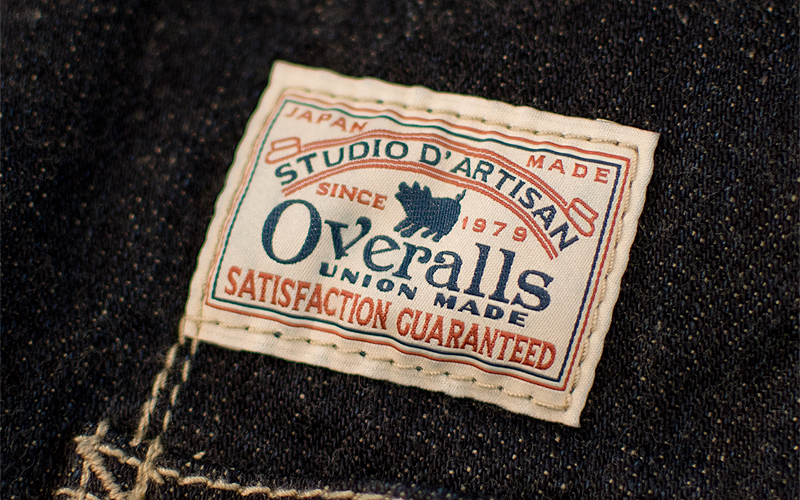 JAPAN MADE
STUDIO D'ARTISAN
SINCE 1979
Overalls
UNION MADE
SATISFACTION GUARANTEED